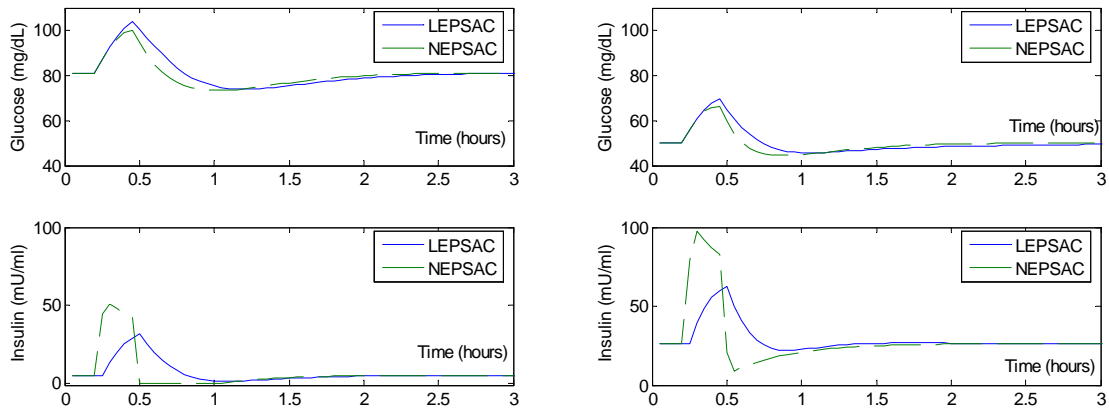 100
80
60
40
Glucose (mg/dL)
LEPSAC
NEPSAC
Time (hours)
0 0.5 1 1.5 2 2.5 3
100
80
60
40
Glucose (mg/dL)
LEPSAC
NEPSAC
Time (hours)
0 0.5 1 1.5 2 2.5 3
100
50
0
Insulin (mU/ml)
LEPSAC
NEPSAC
Time (hours)
0 0.5 1 1.5 2 2.5 3
100
50
0
Insulin (mU/ml)
LEPSAC
NEPSAC
Time (hours)
0 0.5 1 1.5 2 2.5 3